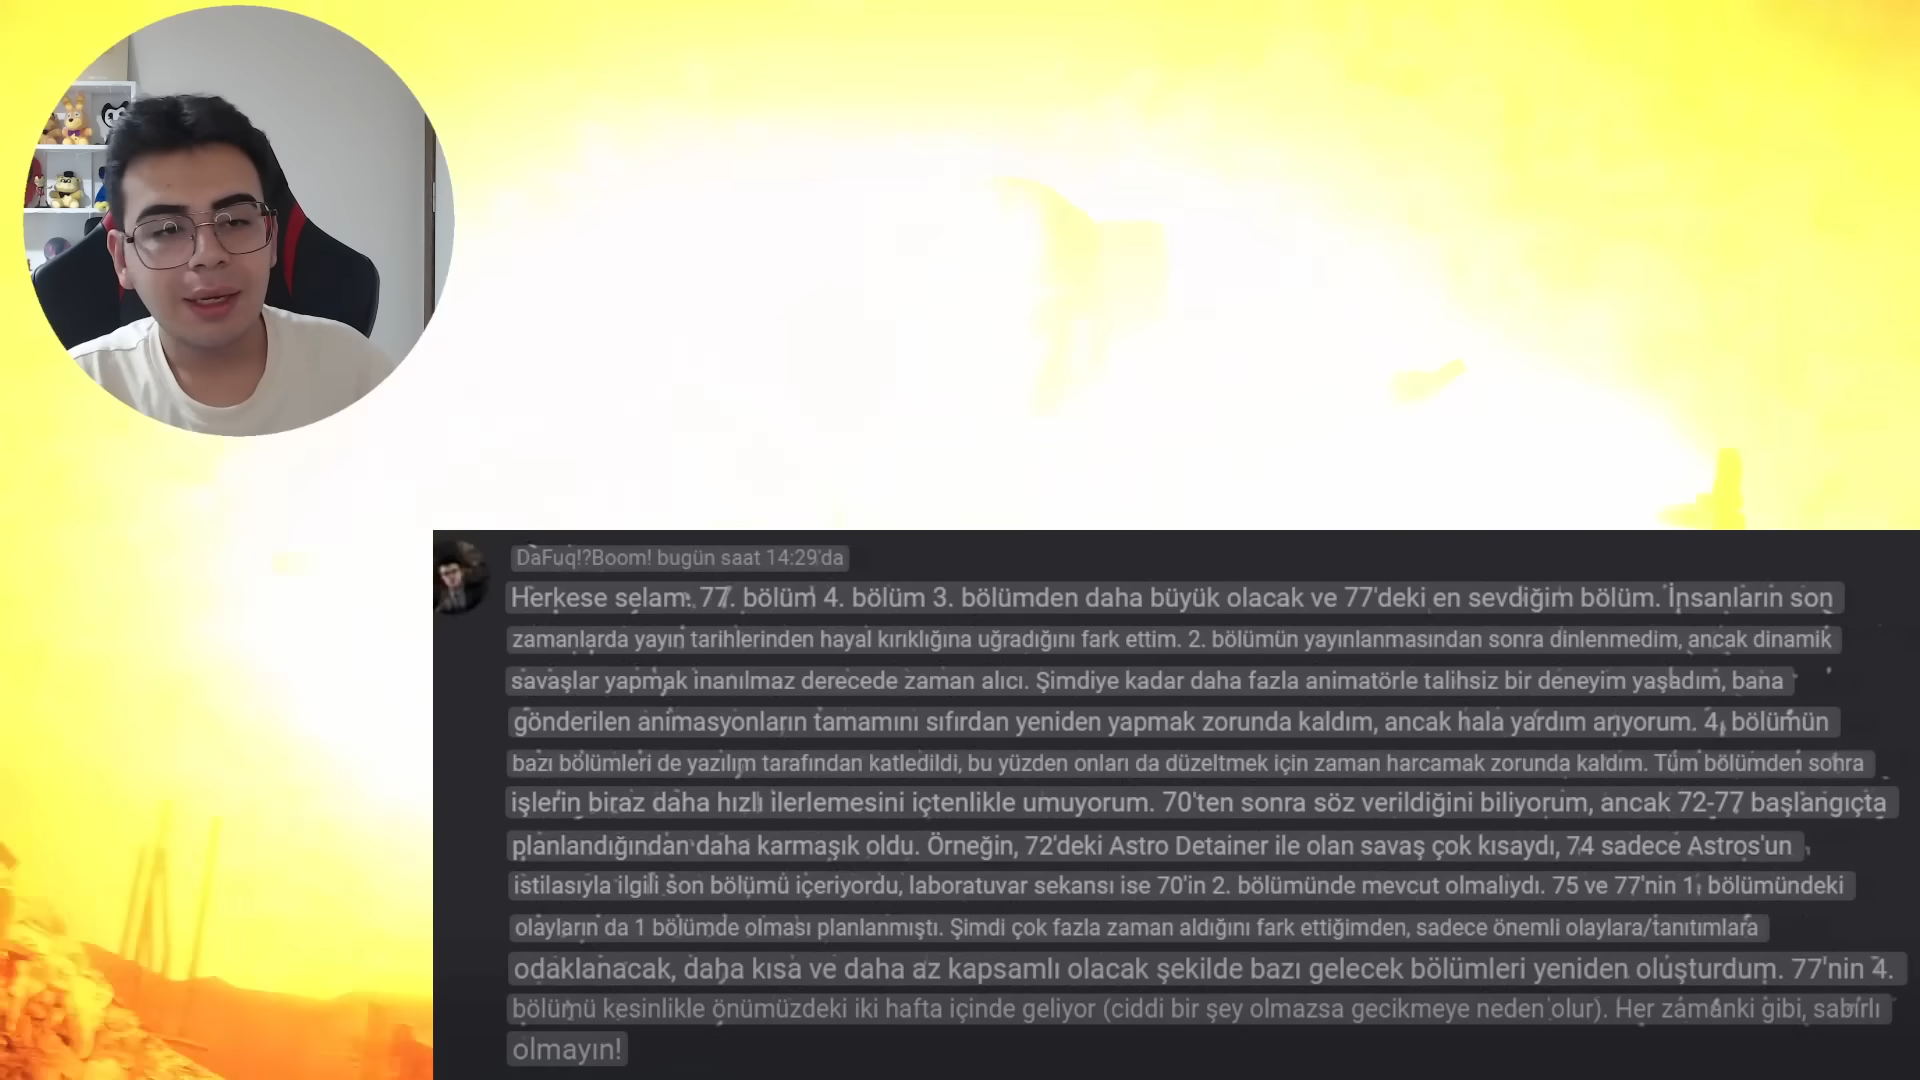 DaFuq!?Boom! bugün saat 14:29'da
Herkese selam. 77. bölüm 4. bölüm 3. bölümden daha büyük olacak ve 77'deki en sevdiğim bölüm. İnsanların son
zamanlarda yayın tarihlerinden hayal kırıklığına uğradığını fark ettim. 2. bölümün yayınlanmasından sonra dinlenmedim, ancak dinamik
savaşlar yapmak inanılmaz derecede zaman alıcı. Şimdiye kadar daha fazla animatörle talihsiz bir deneyim yaşadım, bana
gönderilen animasyonların tamamını sıfırdan yeniden yapmak zorunda kaldım, ancak hala yardım arıyorum. 4. bölümün
bazı bölümleri de yazılım tarafından katledildi, bu yüzden onları da düzeltmek için zaman harcamak zorunda kaldım. Tüm bölümden sonra
işlerin biraz daha hızlı ilerlemesini içtenlikle umuyorum. 70'ten sonra söz verildiğini biliyorum, ancak 72-77 başlangıçta
planlandığından daha karmaşık oldu. Örneğin, 72'deki Astro Detainer ile olan savaş çok kısaydı, 74 sadece Astros'un
istilasıyla ilgili son bölümü içeriyordu, laboratuvar sekansı ise 70'in 2. bölümünde mevcut olmalıydı. 75 ve 77'nin 1. bölümündeki
olayların da 1 bölümde olması planlanmıştı. Şimdi çok fazla zaman aldığını fark ettiğimden, sadece önemli olaylara/tanıtımlara
odaklanacak, daha kısa ve daha az kapsamlı olacak şekilde bazı gelecek bölümleri yeniden oluşturdum. 77'nin 4.
bölümü kesinlikle önümüzdeki iki hafta içinde geliyor (ciddi bir şey olmazsa gecikmeye neden olur). Her zamanki gibi, sabırlı
olmayın!